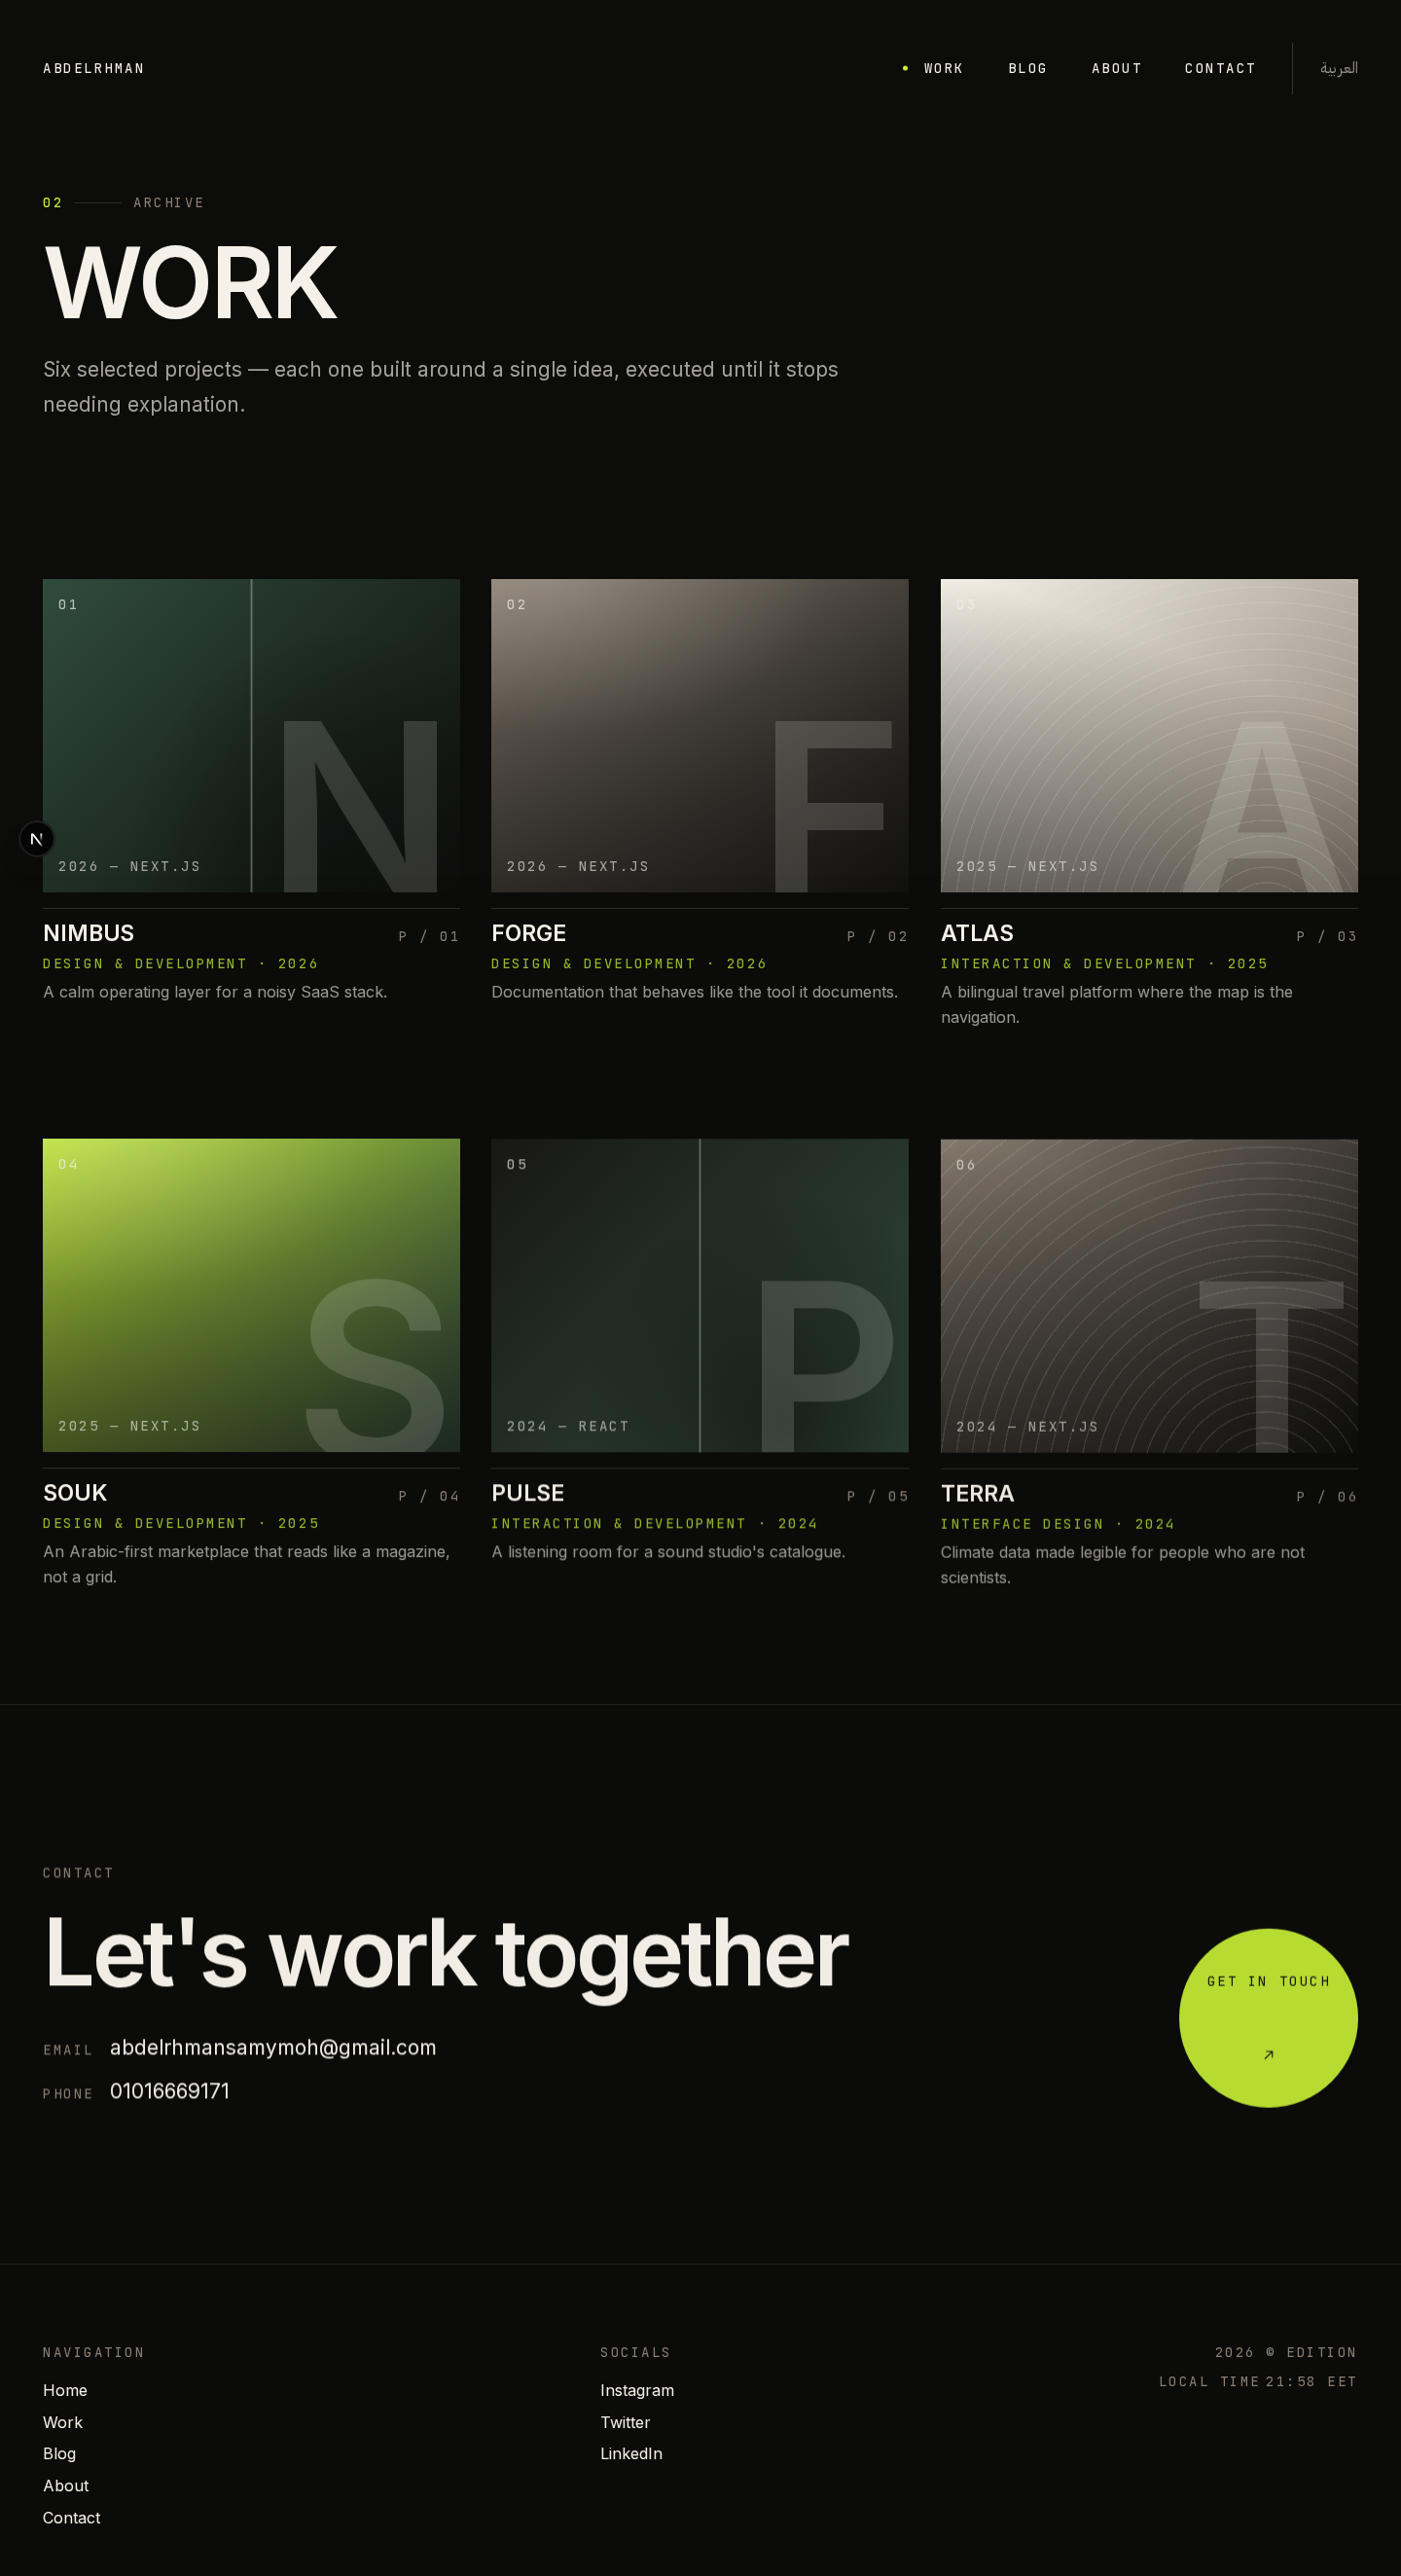 ABDELRHMAN
WORK
BLOG
ABOUT
CONTACT
العربية
02
ARCHIVE
WORK
Six selected projects — each one built around a single idea, executed until it stops
needing explanation.
01
N
2026 — NEXT.JS
NIMBUS
P / 01
DESIGN & DEVELOPMENT · 2026
A calm operating layer for a noisy SaaS stack.
02
F
2026 — NEXT.JS
FORGE
P / 02
DESIGN & DEVELOPMENT · 2026
Documentation that behaves like the tool it documents.
03
A
2025 — NEXT.JS
ATLAS
P / 03
INTERACTION & DEVELOPMENT · 2025
A bilingual travel platform where the map is the
navigation.
N
04
S
2025 — NEXT.JS
SOUK
P / 04
DESIGN & DEVELOPMENT · 2025
An Arabic-first marketplace that reads like a magazine,
not a grid.
05
P
2024 — REACT
PULSE
P / 05
INTERACTION & DEVELOPMENT · 2024
A listening room for a sound studio's catalogue.
06
T
2024 — NEXT.JS
TERRA
P / 06
INTERFACE DESIGN · 2024
Climate data made legible for people who are not
scientists.
CONTACT
Let's work together
EMAIL abdelrhmansamymoh@gmail.com
PHONE 01016669171
GET IN TOUCH
↗
NAVIGATION
Home
Work
Blog
About
Contact
SOCIALS
Instagram
Twitter
LinkedIn
2026 © EDITION
LOCAL TIME 21:58 EET